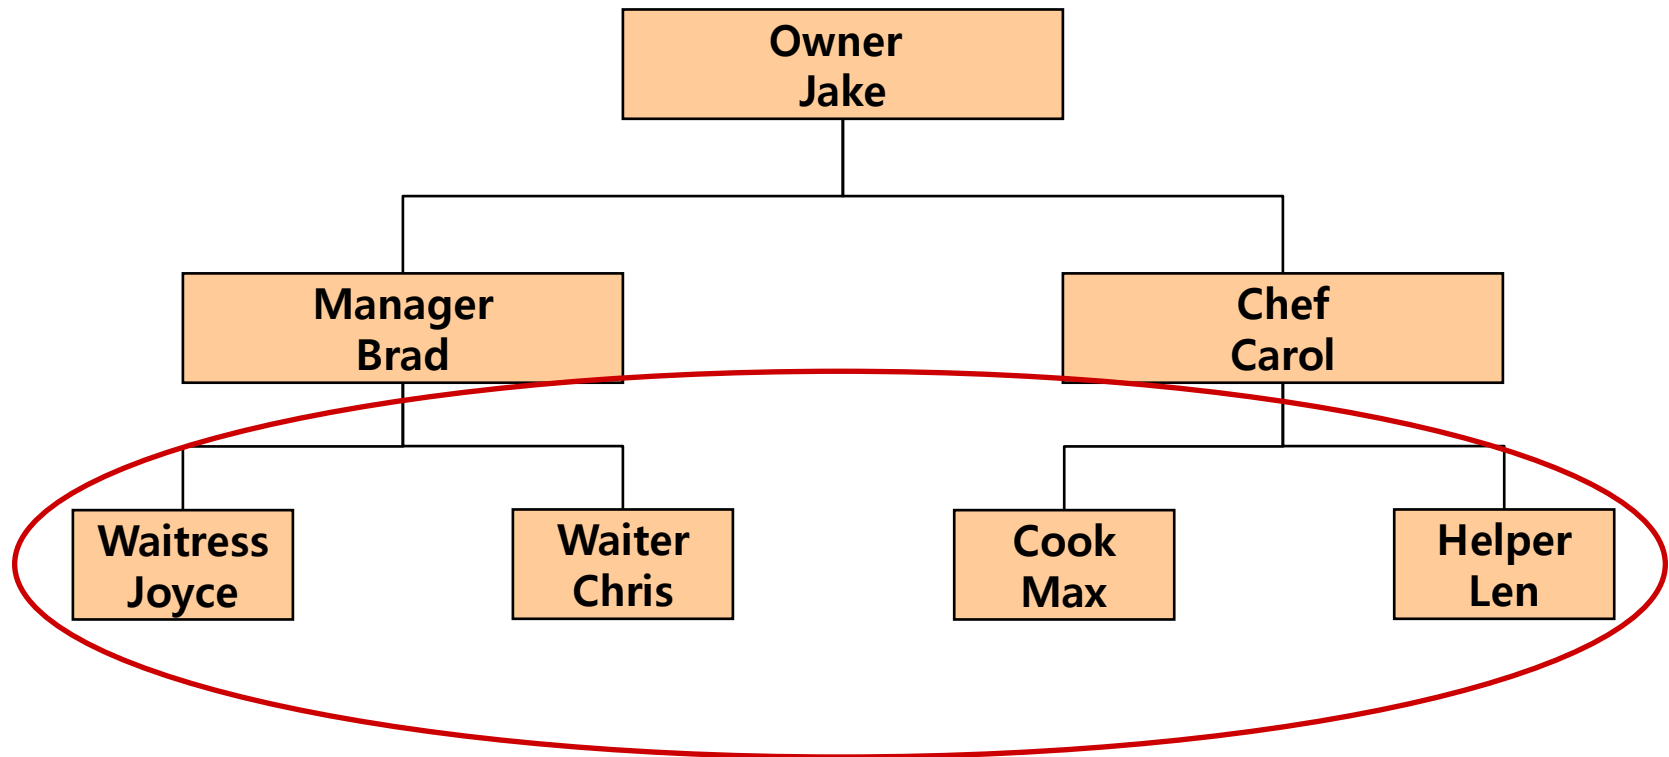 Owner
Jake
Manager
Brad
Chef
Carol
Waitress
Joyce
Waiter
Chris
Cook
Max
Helper
Len